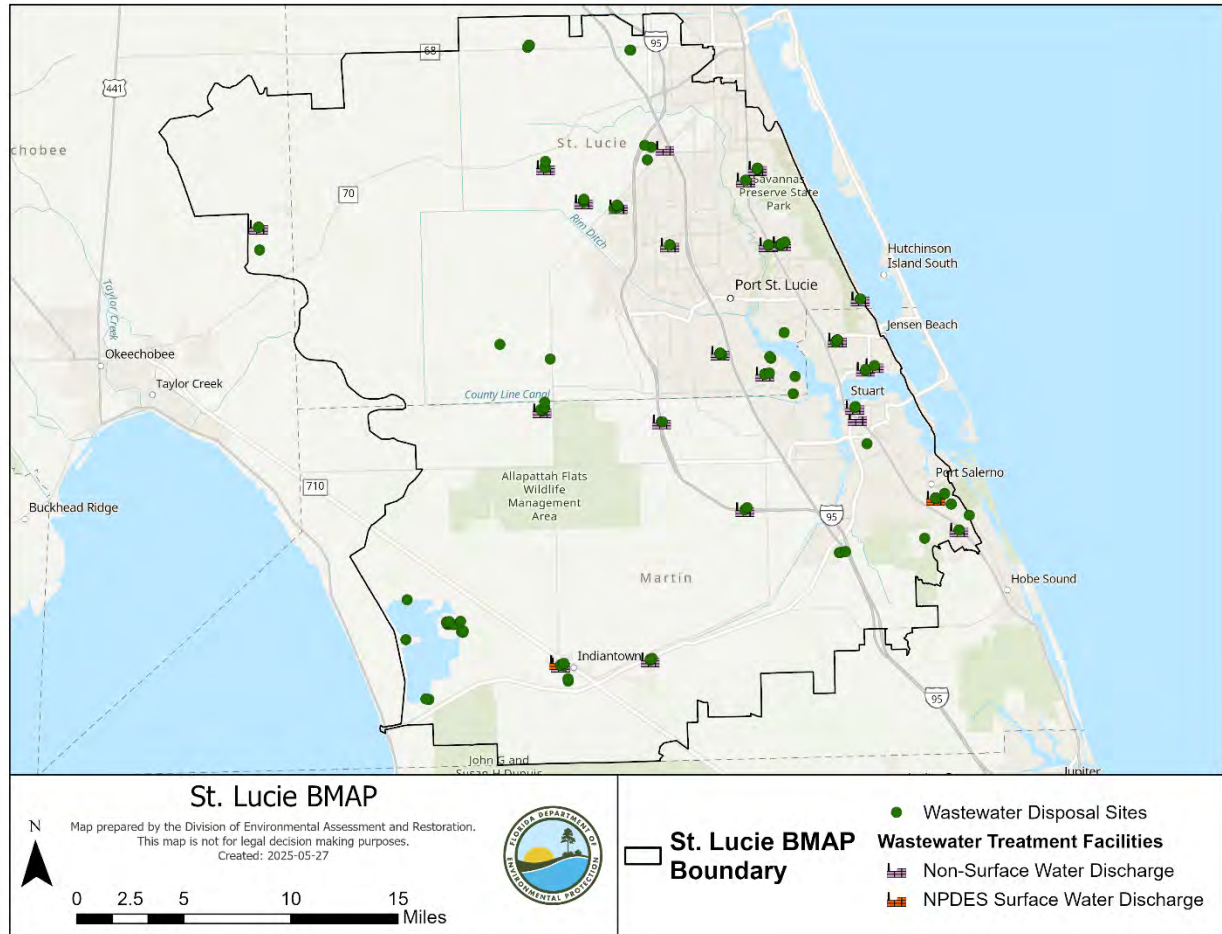 68
95
441
chobee
St. Lucie
70
Savannas
Preserve State
Park
Rim Ditch
Hutchinson
Island South
Taylor Creek
Port St. Lucie
Jensen Beach
Okeechobee
Taylor Creek
County Line Canal
Stuart
Allapattah Flats
Wildlife
Management
Area
Port Salerno
710
Buckhead Ridge
95
Martin
Hobe Sound
Indiantown
95
John G and
Susan H Dupuis
Jupiter
St. Lucie BMAP
N
Map prepared by the Division of Environmental Assessment and Restoration.
This map is not for legal decision making purposes.
Created: 2025-05-27
0 2.5 5 10 15
Miles
FLORIDA DEPARTMENT OF
ENVIRONMENTAL PROTECTION
St. Lucie BMAP
Boundary
Wastewater Disposal Sites
Wastewater Treatment Facilities
Non-Surface Water Discharge
NPDES Surface Water Discharge